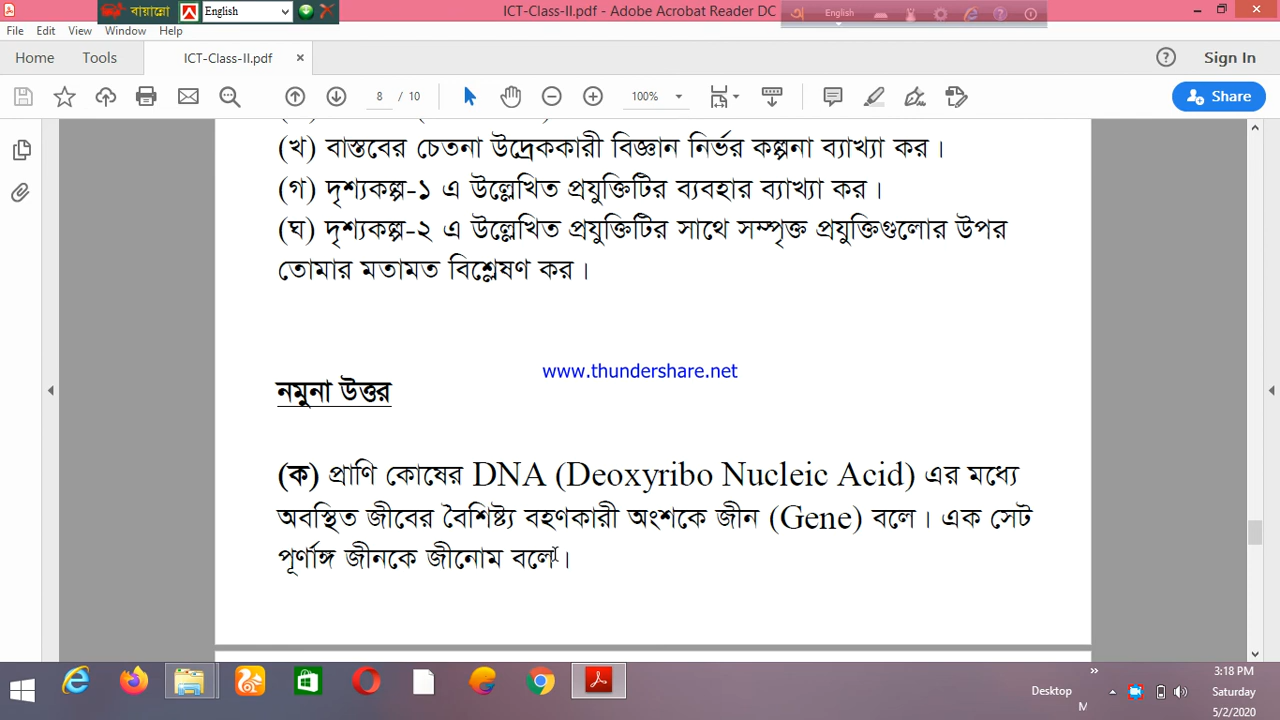 বায়ান্নো English
ICT-Class-II.pdf - Adobe Acrobat Reader DC
English
File Edit View Window Help
Home Tools ICT-Class-II.pdf × Sign In
8 / 10 100% Share
(খ) বাস্তবের চেতনা উদ্রেককারী বিজ্ঞান নির্ভর কল্পনা ব্যাখ্যা কর।
(গ) দৃশ্যকল্প-১ এ উল্লেখিত প্রযুক্তিটির ব্যবহার ব্যাখ্যা কর।
(ঘ) দৃশ্যকল্প-২ এ উল্লেখিত প্রযুক্তিটির সাথে সম্পৃক্ত প্রযুক্তিগুলোর উপর
তোমার মতামত বিশ্লেষণ কর।
www.thundershare.net
নমুনা উত্তর
(ক) প্রাণি কোষের DNA (Deoxyribo Nucleic Acid) এর মধ্যে
অবস্থিত জীবের বৈশিষ্ট্য বহণকারী অংশকে জীন (Gene) বলে। এক সেট
পূর্ণাঙ্গ জীনকে জীনোম বলে।
3:18 PM
Desktop Saturday
M 5/2/2020